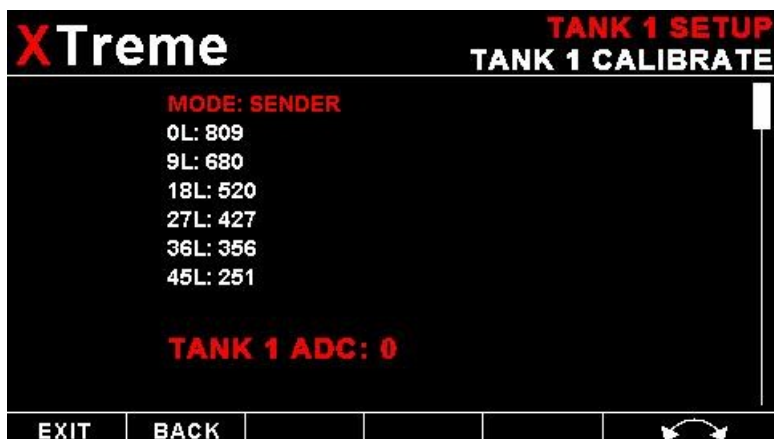 XTreme
TANK 1 SETUP
TANK 1 CALIBRATE
MODE: SENDER
0L: 809
9L: 680
18L: 520
27L: 427
36L: 356
45L: 251
TANK 1 ADC: 0
EXIT BACK